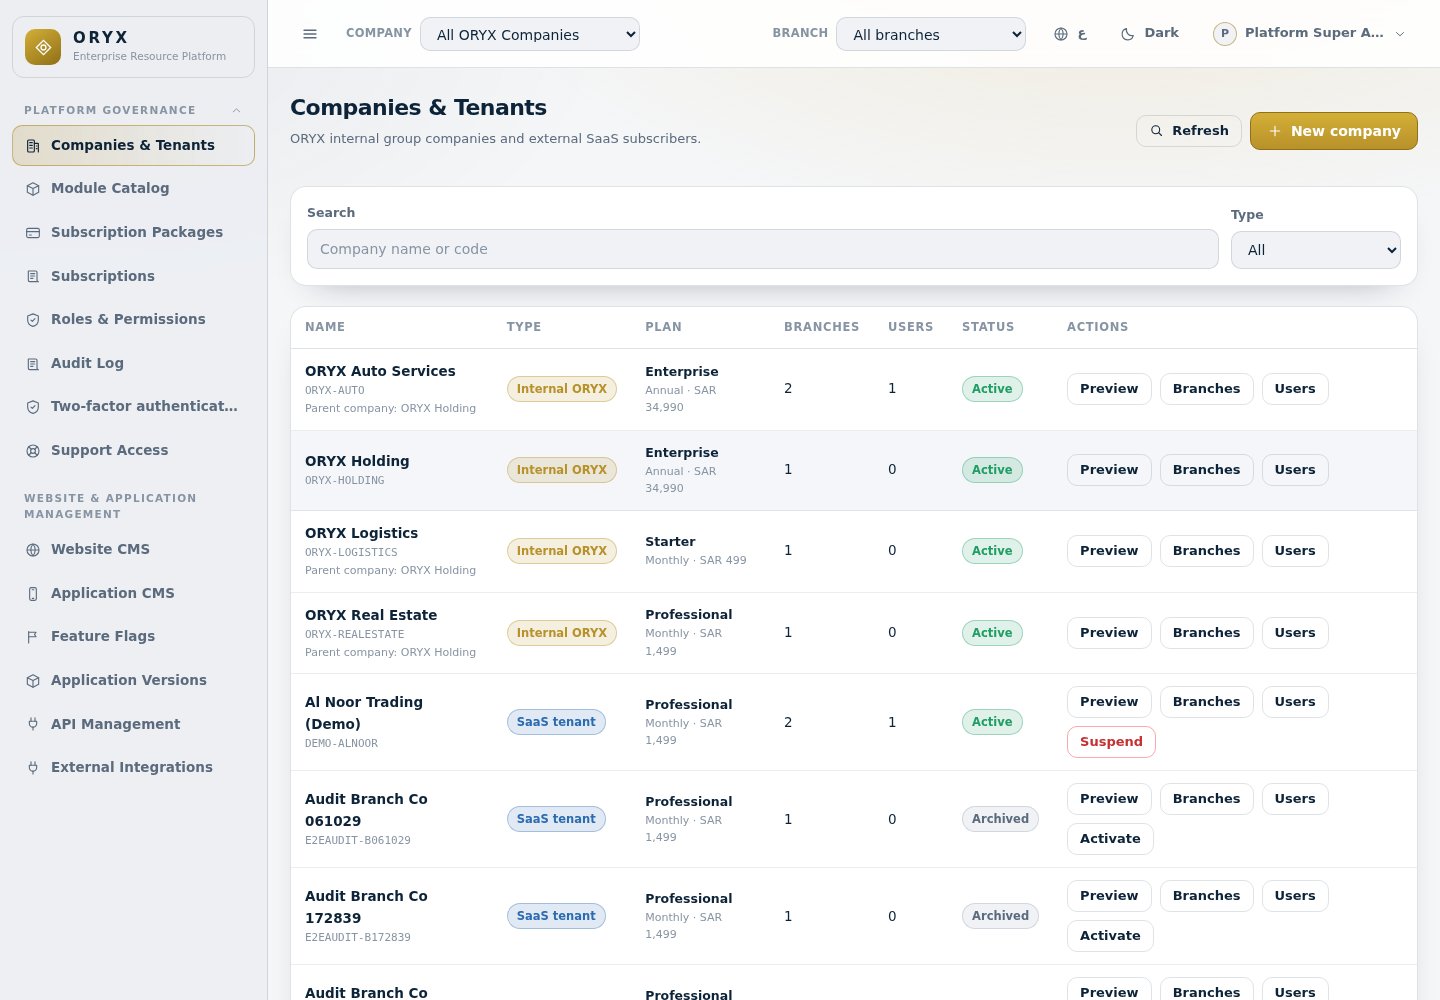 ORYX
Enterprise Resource Platform
PLATFORM GOVERNANCE
Companies & Tenants
Module Catalog
Subscription Packages
Subscriptions
Roles & Permissions
Audit Log
Two-factor authenticat...
Support Access
WEBSITE & APPLICATION
MANAGEMENT
Website CMS
Application CMS
Feature Flags
Application Versions
API Management
External Integrations
COMPANY All ORYX Companies BRANCH All branches ع Dark P Platform Super A...
Companies & Tenants
ORYX internal group companies and external SaaS subscribers.
Refresh
New company
Search
Company name or code
Type
All
NAME TYPE PLAN BRANCHES USERS STATUS ACTIONS
ORYX Auto Services
ORYX-AUTO
Parent company: ORYX Holding
Internal ORYX
Enterprise
Annual · SAR
34,990
2 1 Active Preview Branches Users
ORYX Holding
ORYX-HOLDING
Internal ORYX
Enterprise
Annual · SAR
34,990
1 0 Active Preview Branches Users
ORYX Logistics
ORYX-LOGISTICS
Parent company: ORYX Holding
Internal ORYX
Starter
Monthly · SAR 499
1 0 Active Preview Branches Users
ORYX Real Estate
ORYX-REALESTATE
Parent company: ORYX Holding
Internal ORYX
Professional
Monthly · SAR
1,499
1 0 Active Preview Branches Users
Al Noor Trading
(Demo)
DEMO-ALNOOR
SaaS tenant
Professional
Monthly · SAR
1,499
2 1 Active Preview Branches Users
Suspend
Audit Branch Co
061029
E2EAUDIT-B061029
SaaS tenant
Professional
Monthly · SAR
1,499
1 0 Archived Preview Branches Users
Activate
Audit Branch Co
172839
E2EAUDIT-B172839
SaaS tenant
Professional
Monthly · SAR
1,499
1 0 Archived Preview Branches Users
Activate
Audit Branch Co
Professional
Preview Branches Users